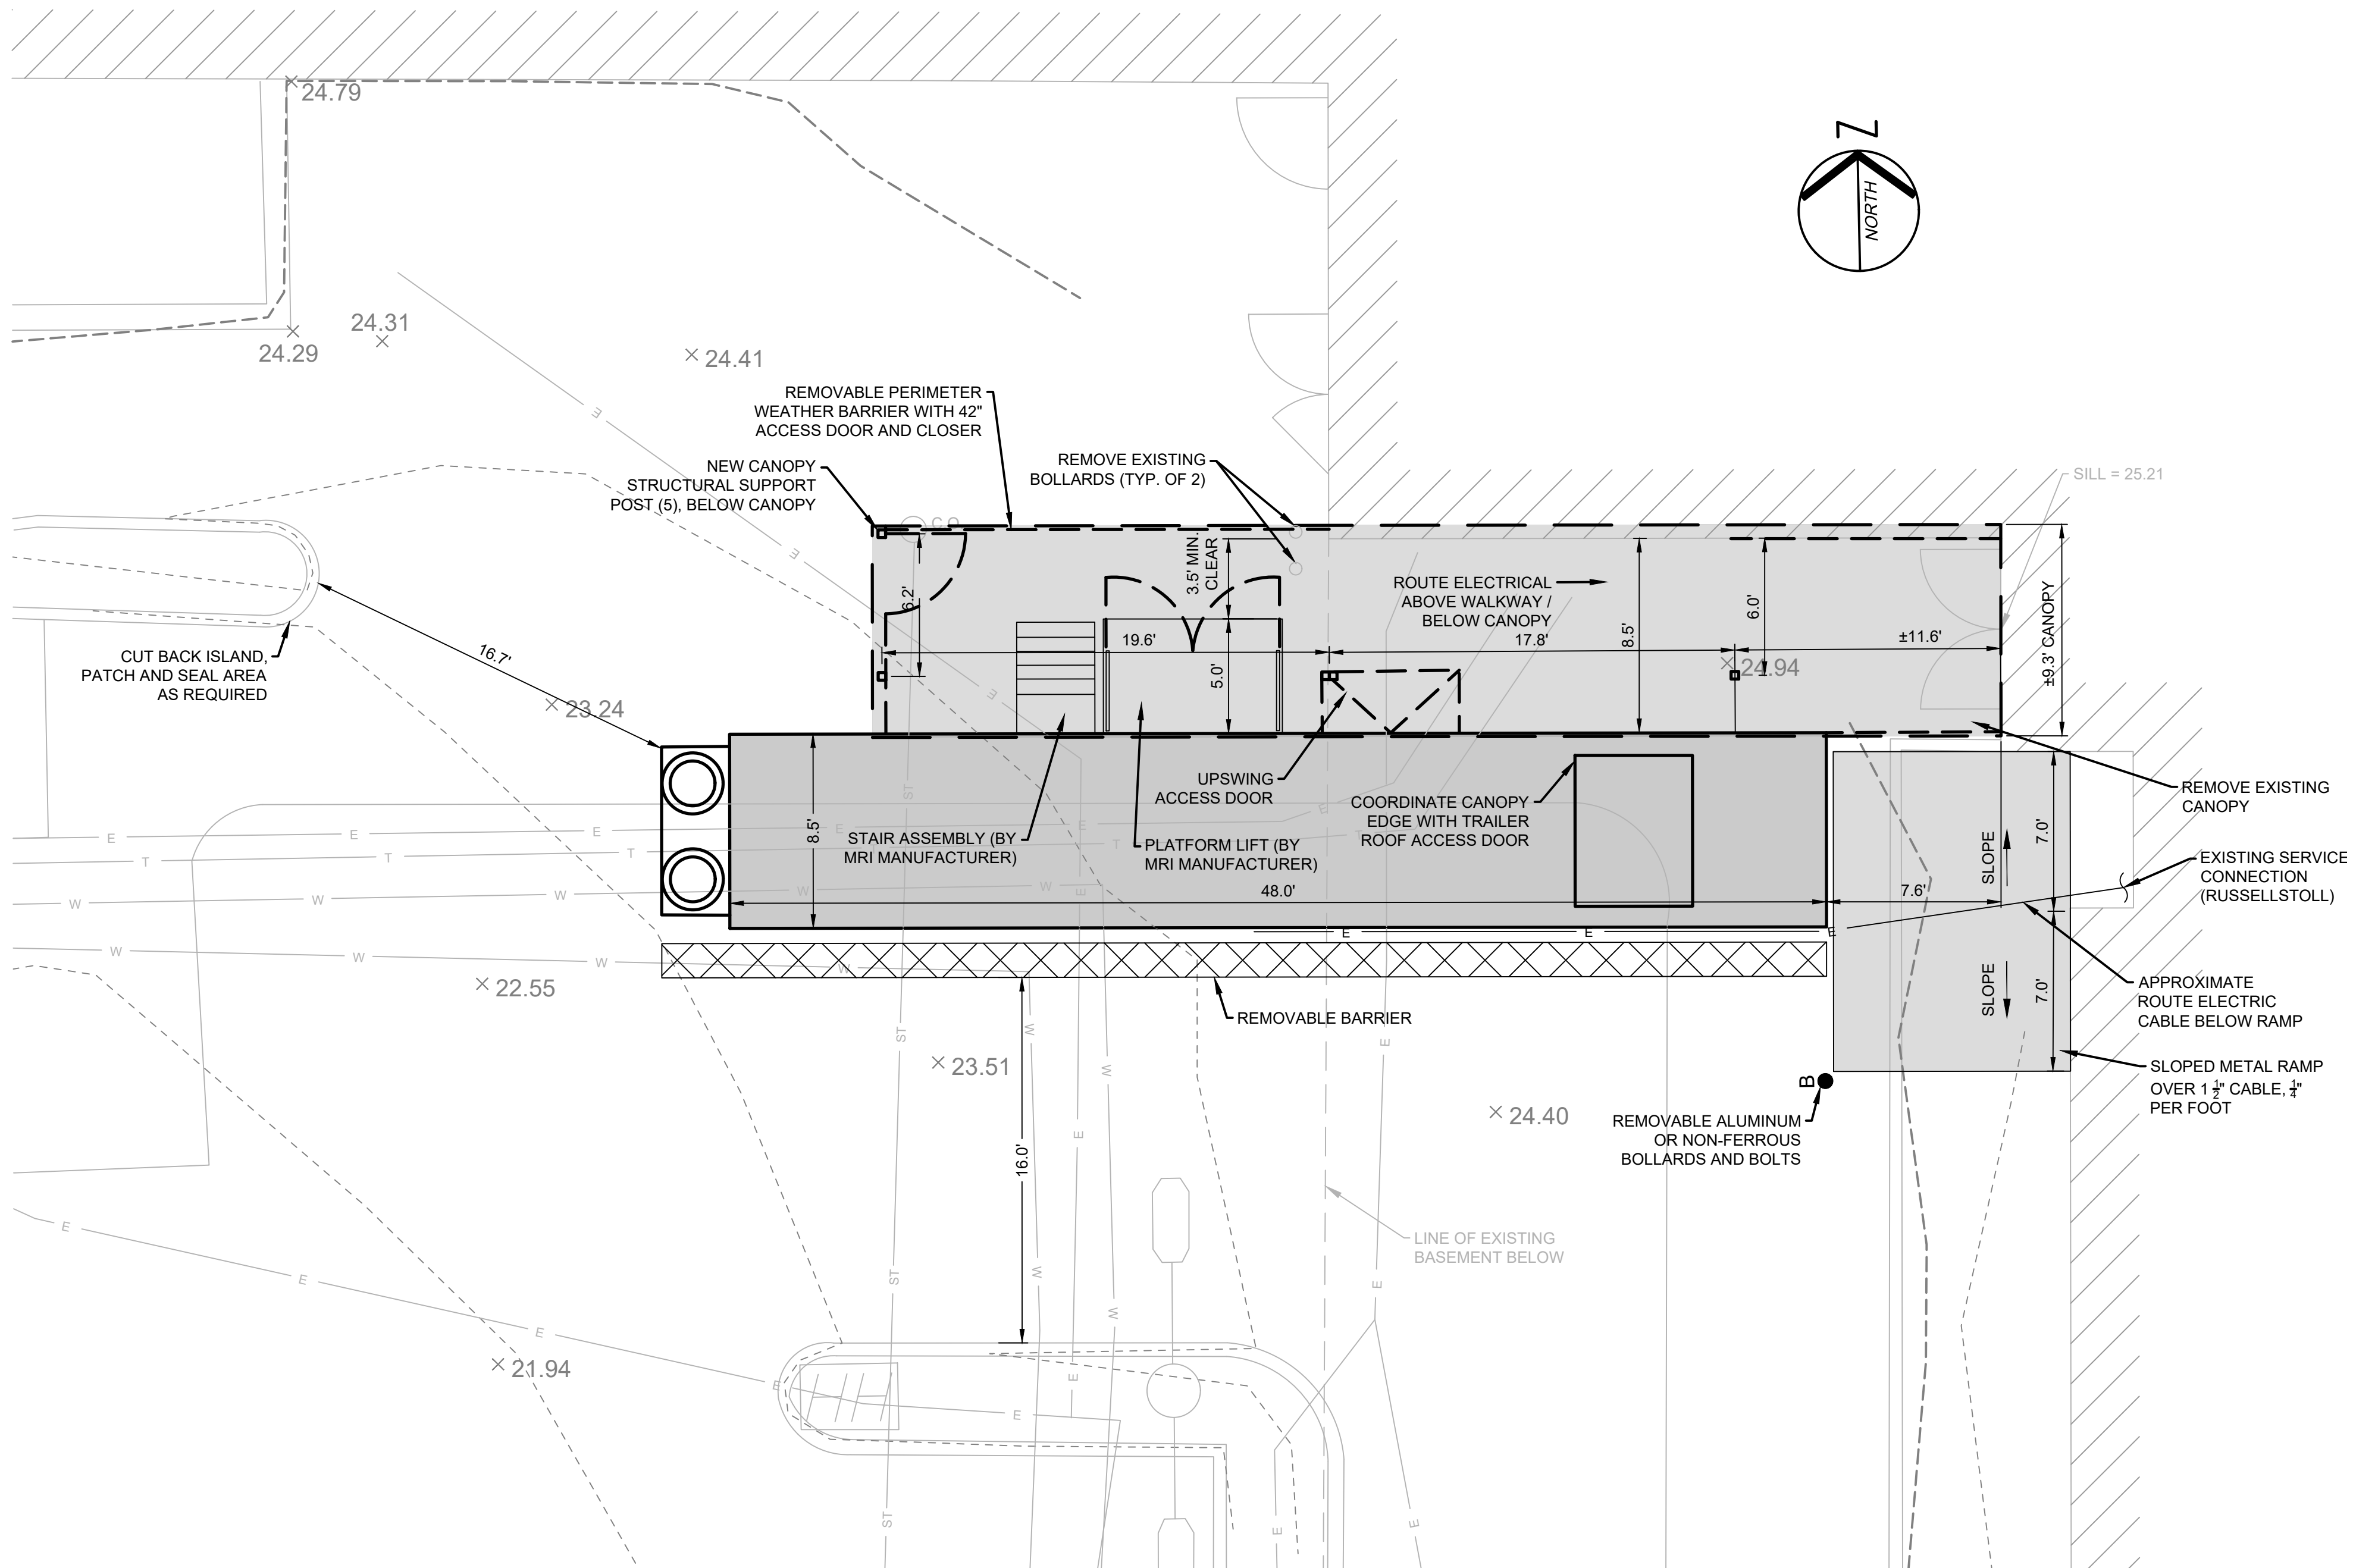 24.79
Z
NORTH
24.31
24.29
24.41
REMOVABLE PERIMETER
WEATHER BARRIER WITH 42"
ACCESS DOOR AND CLOSER
NEW CANOPY
STRUCTURAL SUPPORT
POST (5), BELOW CANOPY
REMOVE EXISTING
BOLLARDS (TYP. OF 2)
SILL = 25.21
C.O.
3.5' MIN.
CLEAR
6.2'
ROUTE ELECTRICAL
ABOVE WALKWAY /
BELOW CANOPY
19.6'
17.8'
8.5'
6.0'
±11.6'
±9.3' CANOPY
5.0'
24.94
CUT BACK ISLAND,
PATCH AND SEAL AREA
AS REQUIRED
16.7'
23.24
UPSWING
ACCESS DOOR
COORDINATE CANOPY
EDGE WITH TRAILER
ROOF ACCESS DOOR
STAIR ASSEMBLY (BY
MRI MANUFACTURER)
PLATFORM LIFT (BY
MRI MANUFACTURER)
8.5'
48.0'
7.6'
REMOVE EXISTING
CANOPY
7.0'
SLOPE
EXISTING SERVICE
CONNECTION
(RUSSELLSTOLL)
E E E E E E
T T T T
W W W W W
E E E
ST
W W W W
22.55
REMOVABLE BARRIER
SLOPE
7.0'
APPROXIMATE
ROUTE ELECTRIC
CABLE BELOW RAMP
SLOPED METAL RAMP
OVER 1 1/2" CABLE, 1/4"
PER FOOT
23.51
24.40
B
REMOVABLE ALUMINUM
OR NON-FERROUS
BOLLARDS AND BOLTS
16.0'
LINE OF EXISTING
BASEMENT BELOW
21.94
E E E E E
ST ST ST
W W W W
E E E E E E